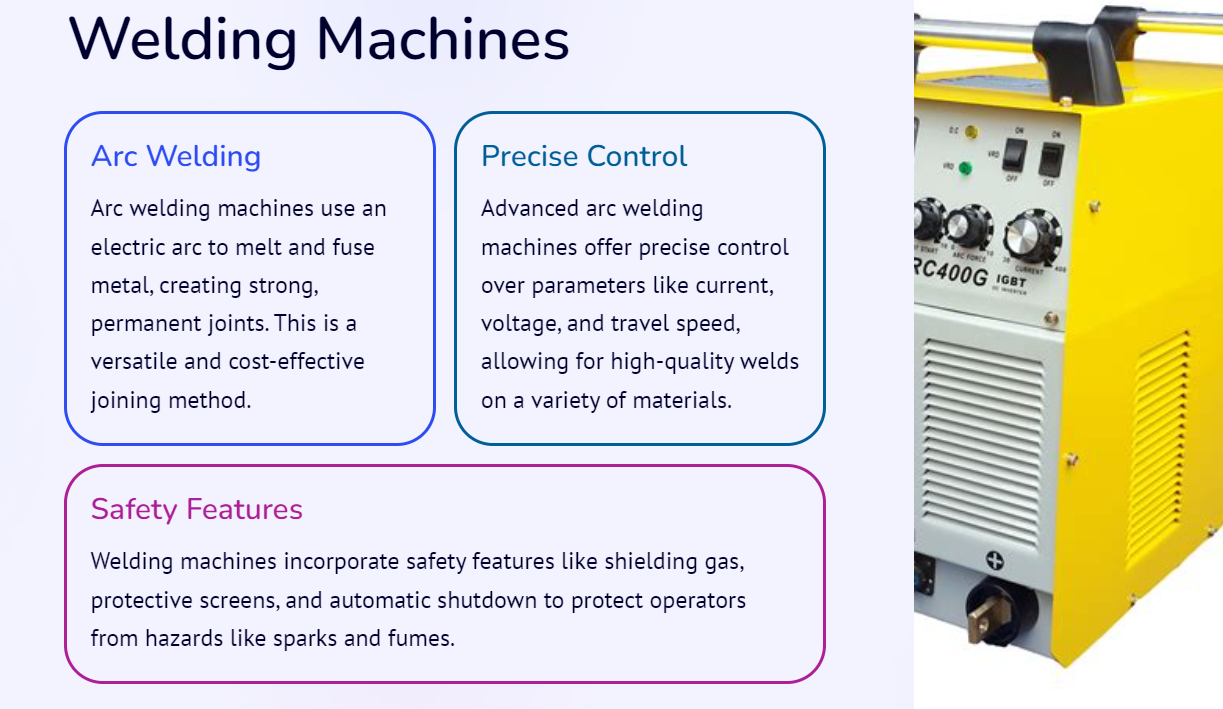 Welding Machines
Arc Welding
Arc welding machines use an
electric arc to melt and fuse
metal, creating strong,
permanent joints. This is a
versatile and cost-effective
joining method.
Precise Control
Advanced arc welding
machines offer precise control
over parameters like current,
voltage, and travel speed,
allowing for high-quality welds
on a variety of materials.
Safety Features
Welding machines incorporate safety features like shielding gas,
protective screens, and automatic shutdown to protect operators
from hazards like sparks and fumes.
ON ON
VRD
VRD
OFF OFF
ARC FORCE
CURRENT
RC400G IGBT
DC INVERTER